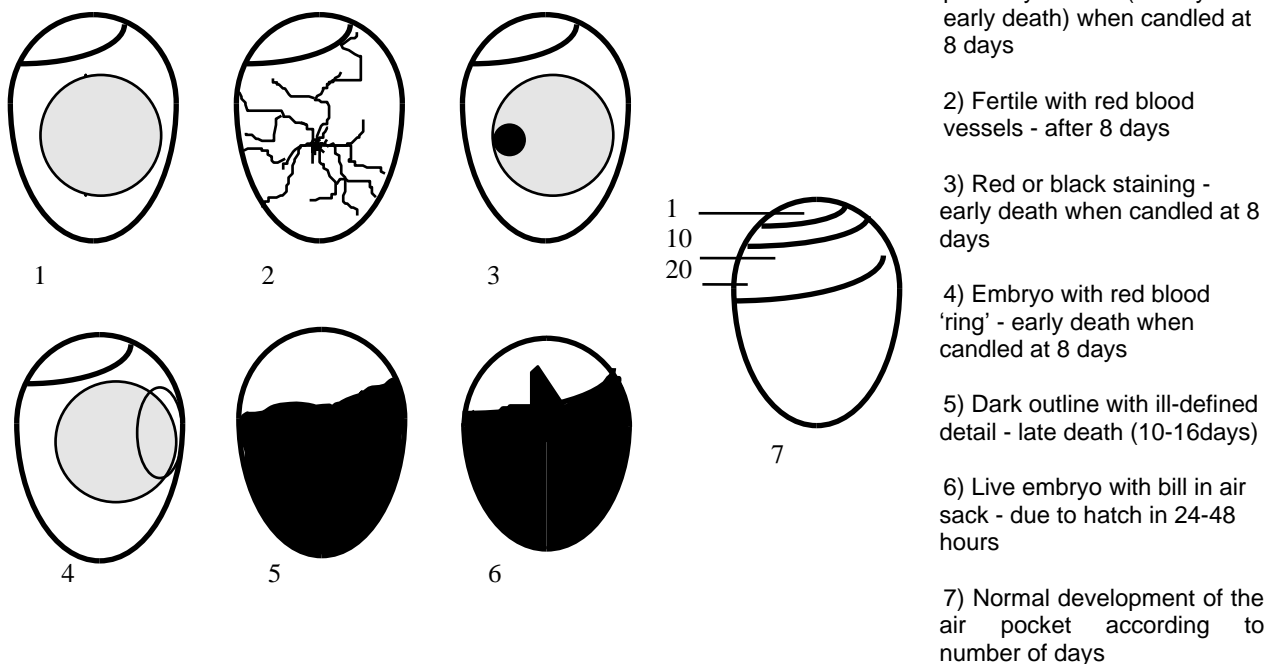 1
2
3
4
5
6
1
10
20
7
early death) when candled at
8 days
2) Fertile with red blood
vessels - after 8 days
3) Red or black staining -
early death when candled at 8
days
4) Embryo with red blood
‘ring’ - early death when
candled at 8 days
5) Dark outline with ill-defined
detail - late death (10-16days)
6) Live embryo with bill in air
sack - due to hatch in 24-48
hours
7) Normal development of the
air pocket according to
number of days